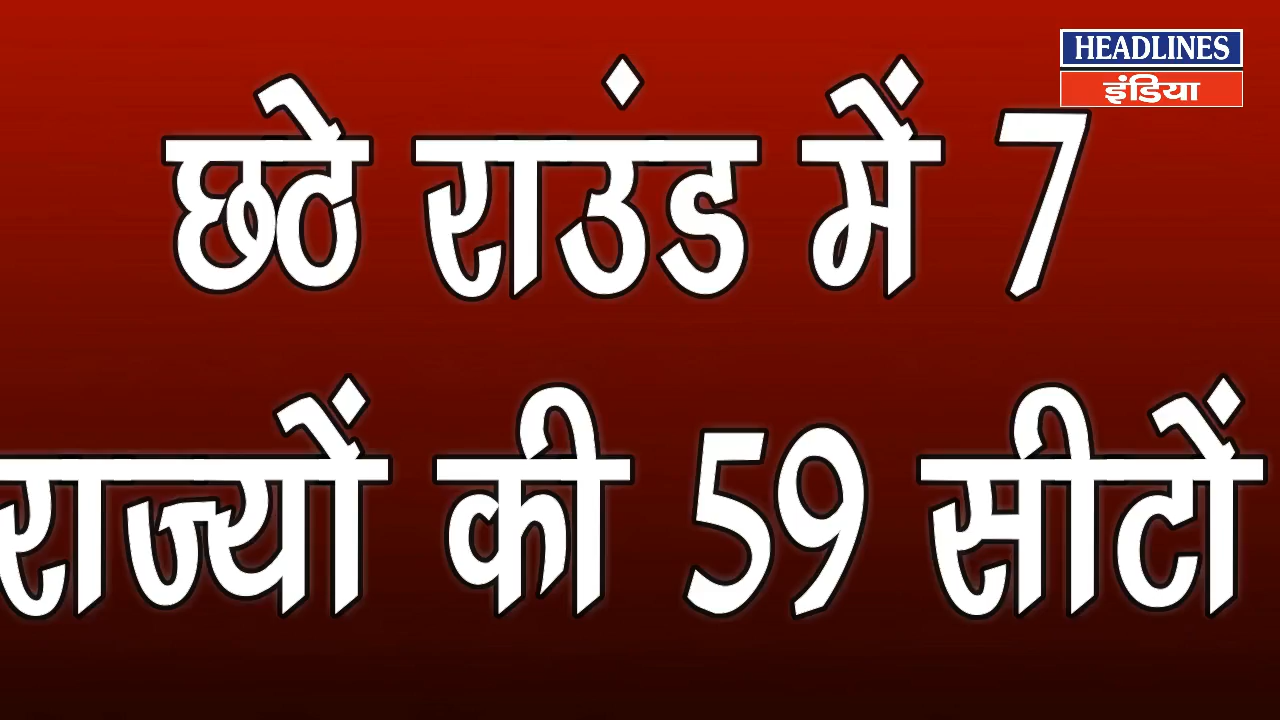 HEADLINES
इंडिया
छठे राउंड में 7
राज्यों की 59 सीटों